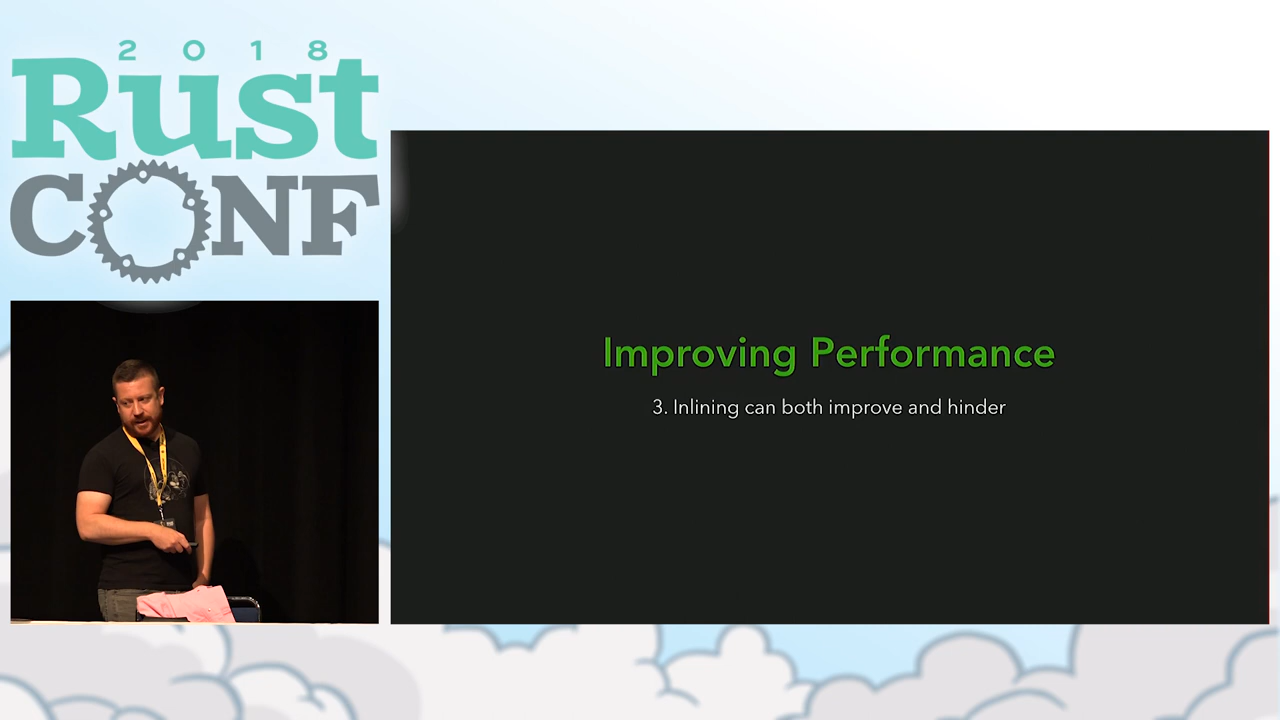 2018
Rust
CONF
Improving Performance
3. Inlining can both improve and hinder